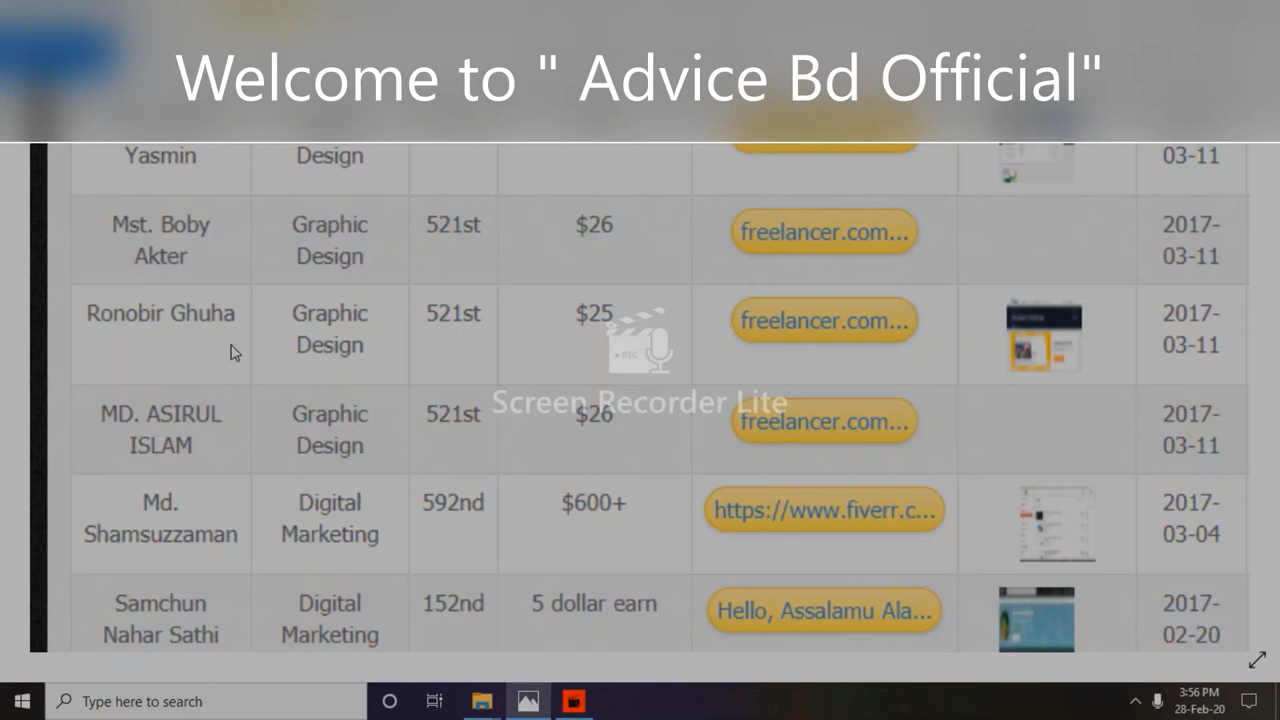 Welcome to " Advice Bd Official"
Yasmin Design 03-11
Mst. Boby Graphic 521st $26 freelancer.com... 2017-
Akter Design 03-11
Ronobir Ghuha Graphic 521st $25 freelancer.com... 2017-
Design 03-11
REC
Screen Recorder Lite
MD. ASIRUL Graphic 521st $26 freelancer.com... 2017-
ISLAM Design 03-11
Md. Digital 592nd $600+ https://www.fiverr.c... 2017-
Shamsuzzaman Marketing 03-04
Samchun Digital 152nd 5 dollar earn Hello, Assalamu Ala... 2017-
Nahar Sathi Marketing 02-20
Type here to search
3:56 PM
28-Feb-20